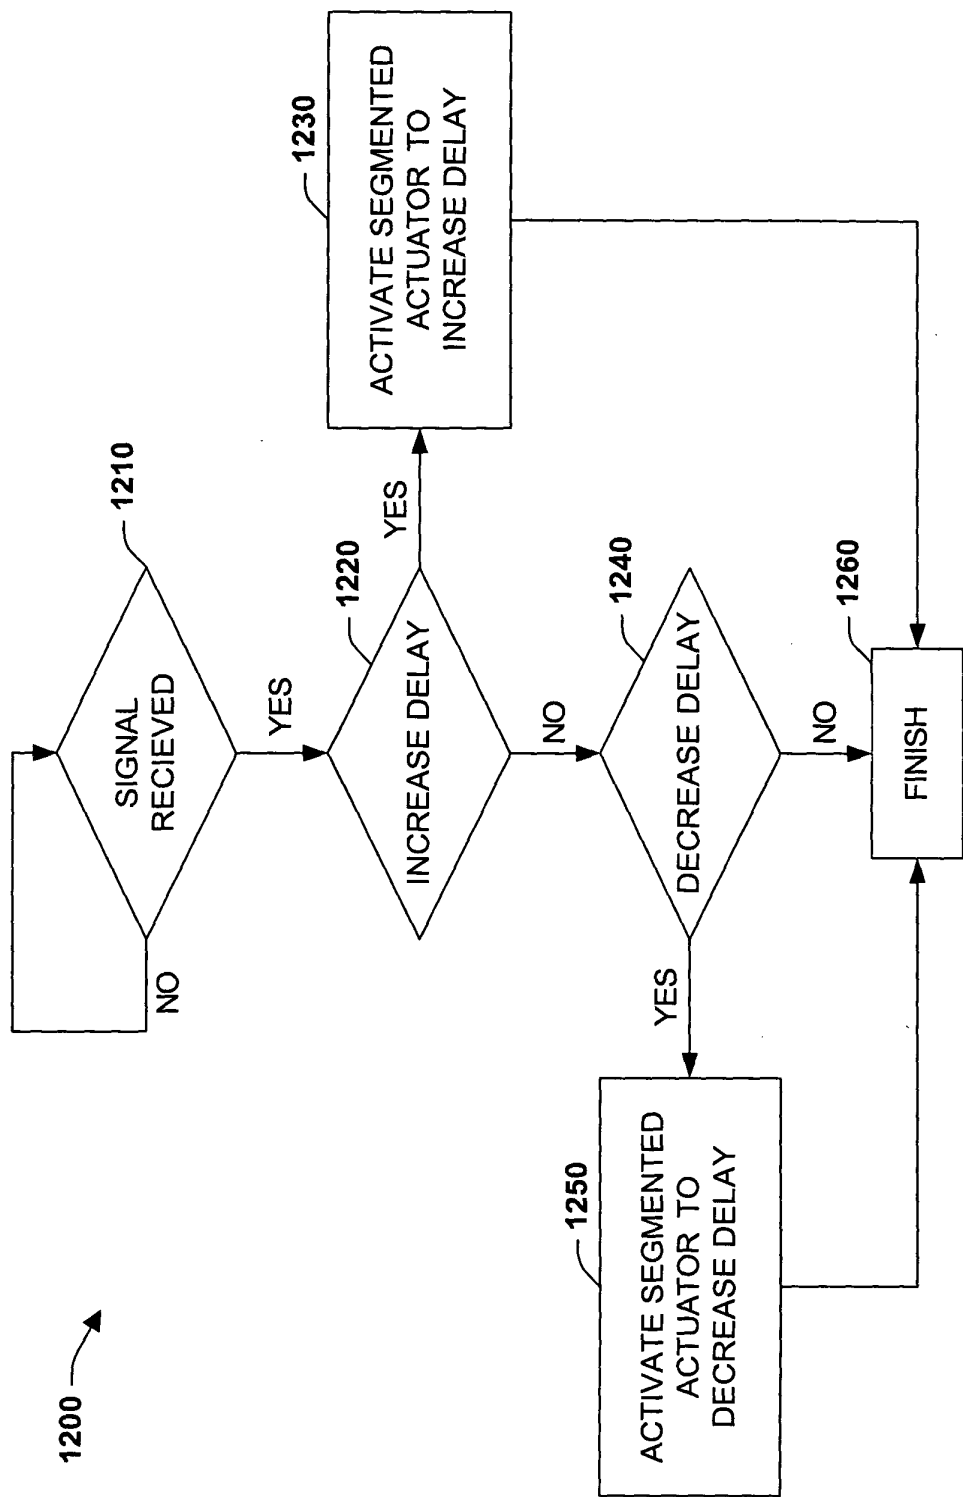 1200
SIGNAL
RECIEVED
1210
NO
YES
INCREASE DELAY
1220
YES
ACTIVATE SEGMENTED
ACTUATOR TO
INCREASE DELAY
1230
NO
DECREASE DELAY
1240
YES
ACTIVATE SEGMENTED
ACTUATOR TO
DECREASE DELAY
1250
NO
FINISH
1260